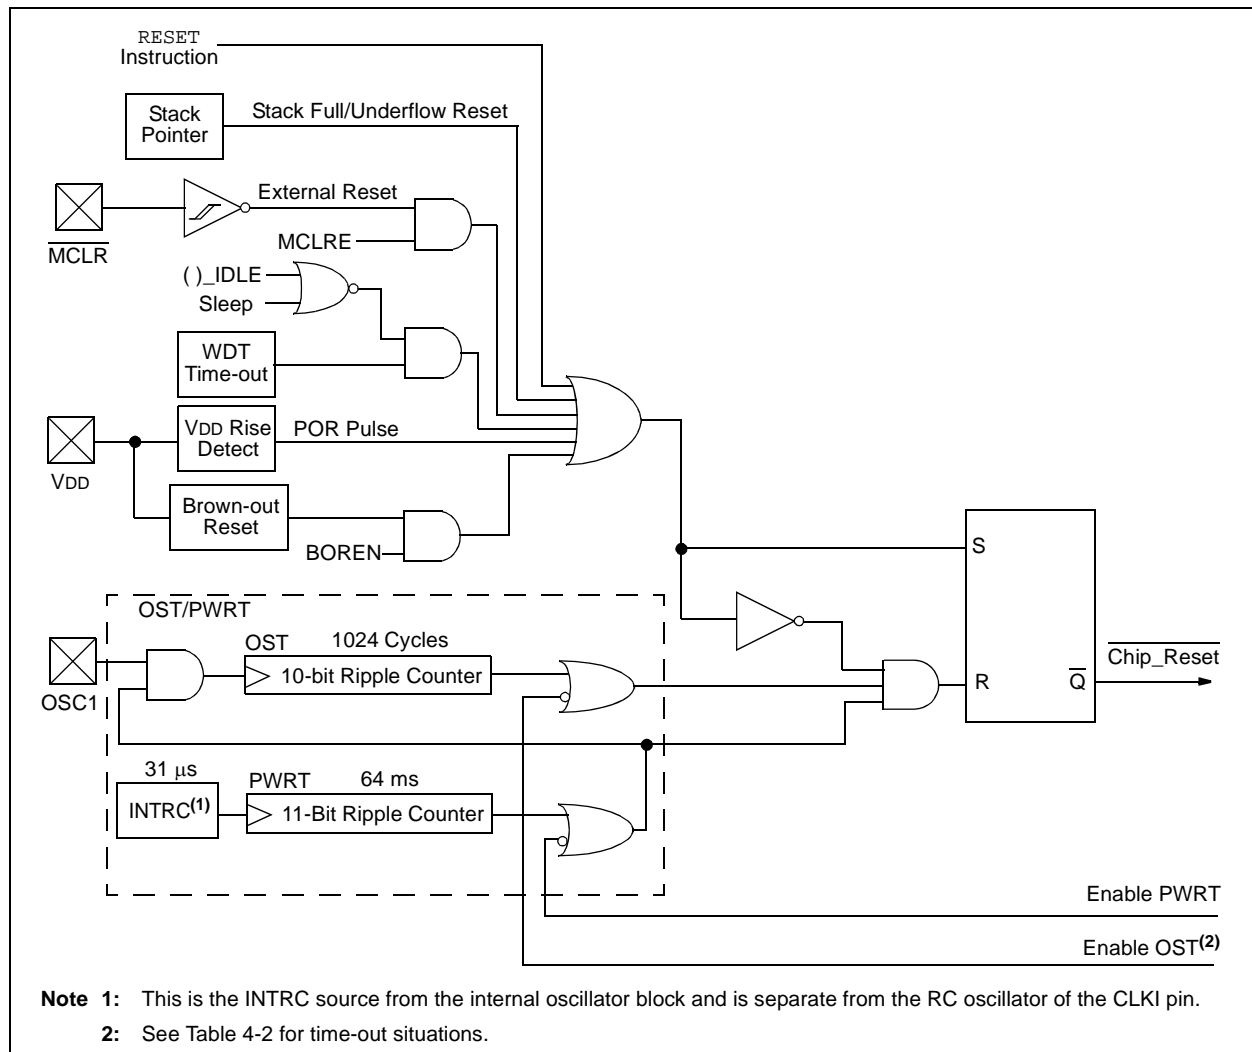 RESET
Instruction
Stack
Pointer
Stack Full/Underflow Reset
MCLR
External Reset
MCLRE
( )_IDLE
Sleep
WDT
Time-out
VDD
VDD Rise
Detect
POR Pulse
Brown-out
Reset
BOREN
S
R
Q
Chip_Reset
OST/PWRT
OSC1
OST
1024 Cycles
10-bit Ripple Counter
31 μs
INTRC(1)
PWRT
64 ms
11-Bit Ripple Counter
Enable PWRT
Enable OST(2)
Note 1: This is the INTRC source from the internal oscillator block and is separate from the RC oscillator of the CLKI pin.
2: See Table 4-2 for time-out situations.